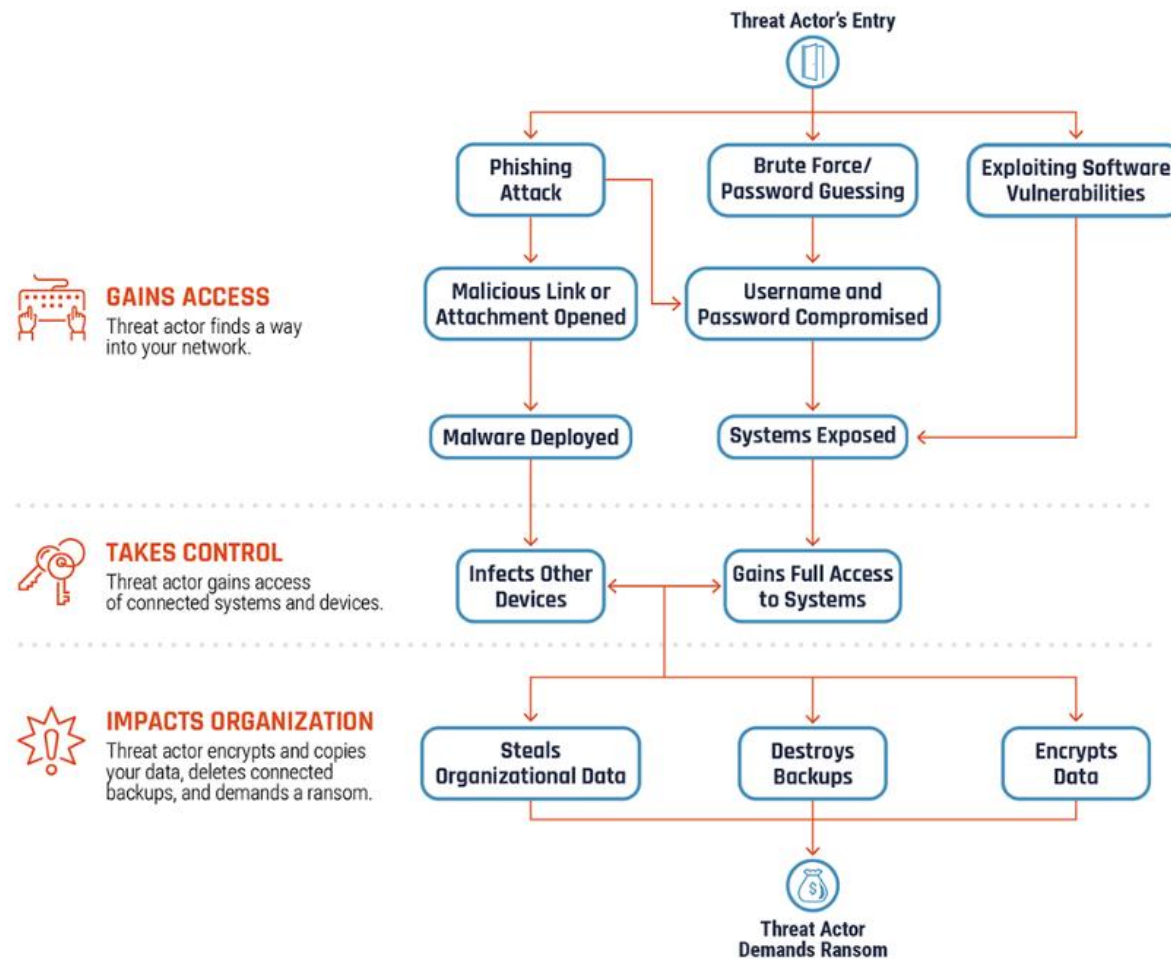 Threat Actor's Entry
Phishing
Attack
Brute Force/
Password Guessing
Exploiting Software
Vulnerabilities
GAINS ACCESS
Threat actor finds a way
into your network.
Malicious Link or
Attachment Opened
Username and
Password Compromised
Malware Deployed
Systems Exposed
TAKES CONTROL
Threat actor gains access
of connected systems and devices.
Infects Other
Devices
Gains Full Access
to Systems
IMPACTS ORGANIZATION
Threat actor encrypts and copies
your data, deletes connected
backups, and demands a ransom.
Steals
Organizational Data
Destroys
Backups
Encrypts
Data
$
Threat Actor
Demands Ransom